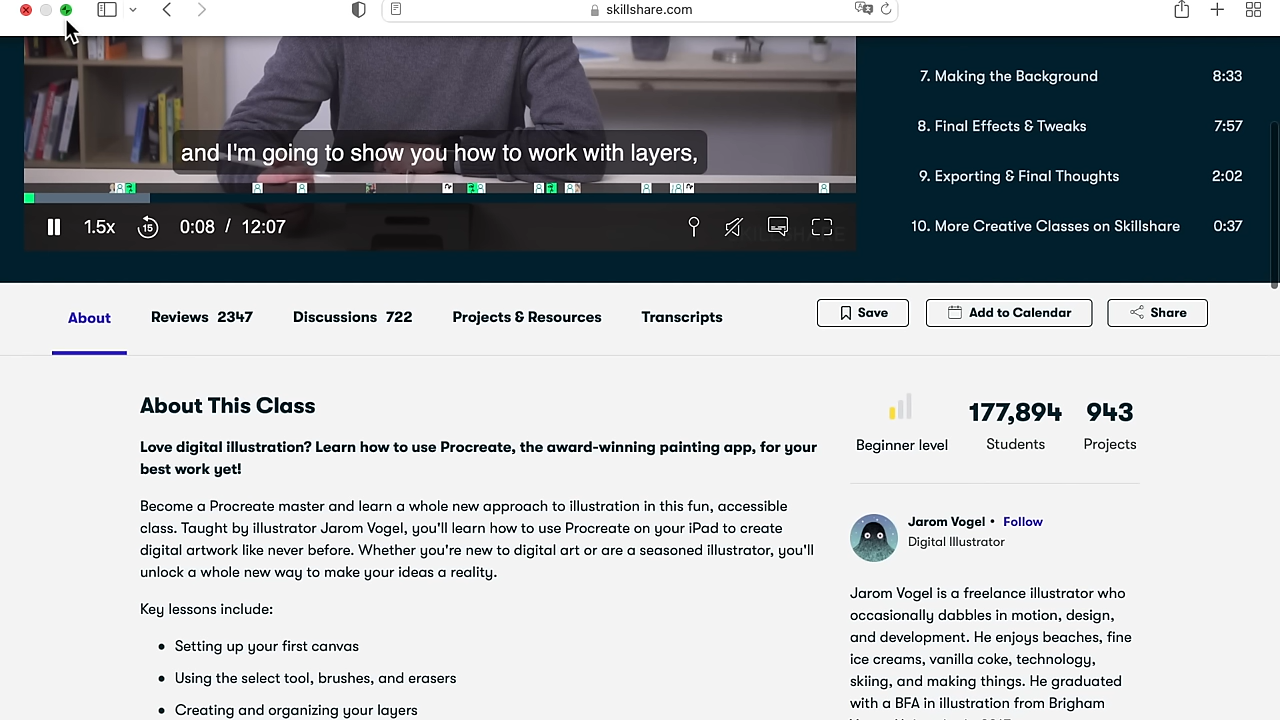 skillshare.com
and I'm going to show you how to work with layers,
1.5x
15
0:08 / 12:07
7. Making the Background 8:33
8. Final Effects & Tweaks 7:57
9. Exporting & Final Thoughts 2:02
10. More Creative Classes on Skillshare 0:37
About Reviews 2347 Discussions 722 Projects & Resources Transcripts Save Add to Calendar Share
About This Class
Love digital illustration? Learn how to use Procreate, the award-winning painting app, for your
best work yet!
Become a Procreate master and learn a whole new approach to illustration in this fun, accessible
class. Taught by illustrator Jarom Vogel, you'll learn how to use Procreate on your iPad to create
digital artwork like never before. Whether you're new to digital art or are a seasoned illustrator, you'll
unlock a whole new way to make your ideas a reality.
Key lessons include:
• Setting up your first canvas
• Using the select tool, brushes, and erasers
• Creating and organizing your layers
Beginner level
177,894
Students
943
Projects
Jarom Vogel • Follow
Digital Illustrator
Jarom Vogel is a freelance illustrator who
occasionally dabbles in motion, design,
and development. He enjoys beaches, fine
ice creams, vanilla coke, technology,
skiing, and making things. He graduated
with a BFA in illustration from Brigham